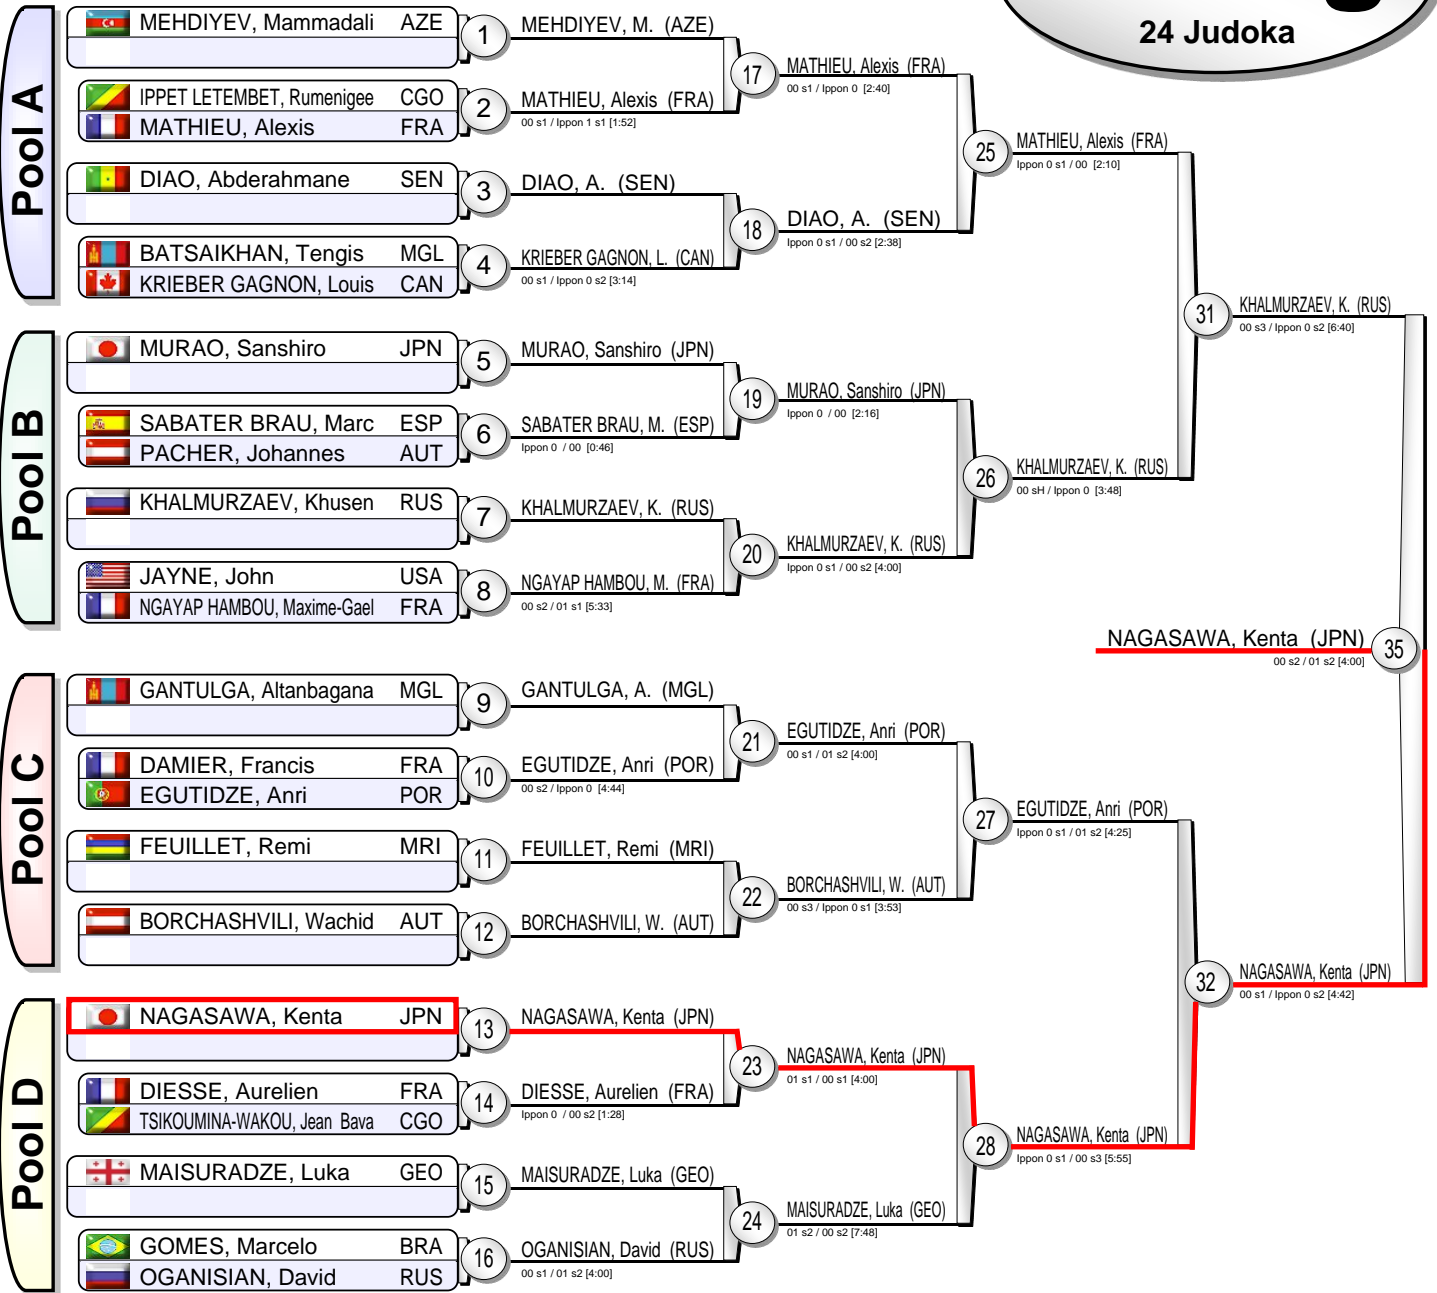 24 Judoka
Pool A
MEHDIYEV, Mammadali AZE
1
IPPET LETEMBET, Rumenigee CGO
MATHIEU, Alexis FRA
2
DIAO, Abderahmane SEN
3
BATSAIKHAN, Tengis MGL
KRIEBER GAGNON, Louis CAN
4
Pool B
MURAO, Sanshiro JPN
5
SABATER BRAU, Marc ESP
PACHER, Johannes AUT
6
KHALMURZAEV, Khusen RUS
7
JAYNE, John USA
NGAYAP HAMBOU, Maxime-Gael FRA
8
Pool C
GANTULGA, Altanbagana MGL
9
DAMIER, Francis FRA
EGUTIDZE, Anri POR
10
FEUILLET, Remi MRI
11
BORCHASHVILI, Wachid AUT
12
Pool D
NAGASAWA, Kenta JPN
13
DIESSE, Aurelien FRA
TSIKOUMINA-WAKOU, Jean Bava CGO
14
MAISURADZE, Luka GEO
15
GOMES, Marcelo BRA
OGANISIAN, David RUS
16
MEHDIYEV, M. (AZE)
MATHIEU, Alexis (FRA)
00 s1 / Ippon 1 s1 [1:52]
17
DIAO, A. (SEN)
KRIEBER GAGNON, L. (CAN)
00 s1 / Ippon 0 s2 [3:14]
18
MURAO, Sanshiro (JPN)
SABATER BRAU, M. (ESP)
Ippon 0 / 00 [0:46]
19
KHALMURZAEV, K. (RUS)
NGAYAP HAMBOU, M. (FRA)
00 s2 / 01 s1 [5:33]
20
GANTULGA, A. (MGL)
EGUTIDZE, Anri (POR)
00 s2 / Ippon 0 [4:44]
21
FEUILLET, Remi (MRI)
BORCHASHVILI, W. (AUT)
22
NAGASAWA, Kenta (JPN)
DIESSE, Aurelien (FRA)
Ippon 0 / 00 s2 [1:28]
23
MAISURADZE, Luka (GEO)
OGANISIAN, David (RUS)
00 s1 / 01 s2 [4:00]
24
MATHIEU, Alexis (FRA)
00 s1 / Ippon 0 [2:40]
DIAO, A. (SEN)
Ippon 0 s1 / 00 s2 [2:38]
25
MURAO, Sanshiro (JPN)
Ippon 0 / 00 [2:16]
KHALMURZAEV, K. (RUS)
Ippon 0 s1 / 00 s2 [4:00]
26
EGUTIDZE, Anri (POR)
00 s1 / 01 s2 [4:00]
BORCHASHVILI, W. (AUT)
00 s3 / Ippon 0 s1 [3:53]
27
NAGASAWA, Kenta (JPN)
01 s1 / 00 s1 [4:00]
MAISURADZE, Luka (GEO)
01 s2 / 00 s2 [7:48]
28
MATHIEU, Alexis (FRA)
Ippon 0 s1 / 00 [2:10]
KHALMURZAEV, K. (RUS)
00 sH / Ippon 0 [3:48]
31
EGUTIDZE, Anri (POR)
Ippon 0 s1 / 01 s2 [4:25]
NAGASAWA, Kenta (JPN)
Ippon 0 s1 / 00 s3 [5:55]
32
KHALMURZAEV, K. (RUS)
00 s3 / Ippon 0 s2 [6:40]
NAGASAWA, Kenta (JPN)
00 s1 / Ippon 0 s2 [4:42]
NAGASAWA, Kenta (JPN)
00 s2 / 01 s2 [4:00]
35